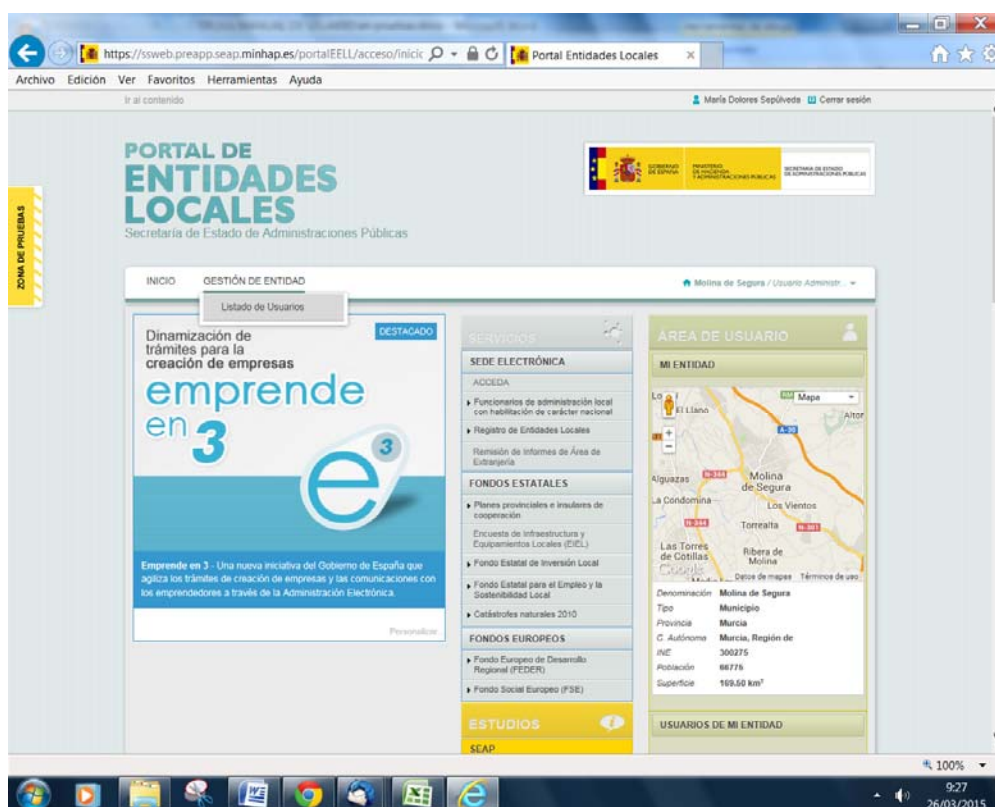 https://ssweb.preapp.seap.minhap.es/portalEELL/acceso/inicic
Portal Entidades Locales
Archivo Edición Ver Favoritos Herramientas Ayuda
Ir al contenido
María Dolores Sepúlveda Cerrar sesión
PORTAL DE
ENTIDADES
LOCALES
Secretaría de Estado de Administraciones Públicas
GOBIERNO
DE ESPAÑA
MINISTERIO
DE HACIENDA
Y ADMINISTRACIONES PÚBLICAS
SECRETARÍA DE ESTADO
DE ADMINISTRACIONES PÚBLICAS
ZONA DE PRUEBAS
INICIO GESTIÓN DE ENTIDAD
Molina de Segura / Usuario Administr...
Listado de Usuarios
DESTACADO
Dinamización de
trámites para la
creación de empresas
emprende
en 3
e 3
Emprende en 3 - Una nueva iniciativa del Gobierno de España que
agiliza los trámites de creación de empresas y las comunicaciones con
los emprendedores a través de la Administración Electrónica.
Personalizar
SERVICIOS
SEDE ELECTRÓNICA
ACCEDA
Funcionarios de administración local
con habilitación de carácter nacional
Registro de Entidades Locales
Remisión de Informes de Área de
Extranjería
FONDOS ESTATALES
Planes provinciales e insulares de
cooperación
Encuesta de Infraestructura y
Equipamientos Locales (EIEL)
Fondo Estatal de Inversión Local
Fondo Estatal para el Empleo y la
Sostenibilidad Local
Catástrofes naturales 2010
FONDOS EUROPEOS
Fondo Europeo de Desarrollo
Regional (FEDER)
Fondo Social Europeo (FSE)
ESTUDIOS
SEAP
ÁREA DE USUARIO
MI ENTIDAD
Mapa
El Llano
Altor
A-30
N-344
Alguazas
Molina
de Segura
La Condomina
Los Vientos
N-344
Torrealta
N-301
Las Torres
de Cotillas
Ribera de
Molina
Google
Datos de mapas Términos de uso
Denominación Molina de Segura
Tipo Municipio
Provincia Murcia
C. Autónoma Murcia, Región de
INE 300275
Población 66775
Superficie 169.50 km²
USUARIOS DE MI ENTIDAD
100%
9:27
26/03/2015